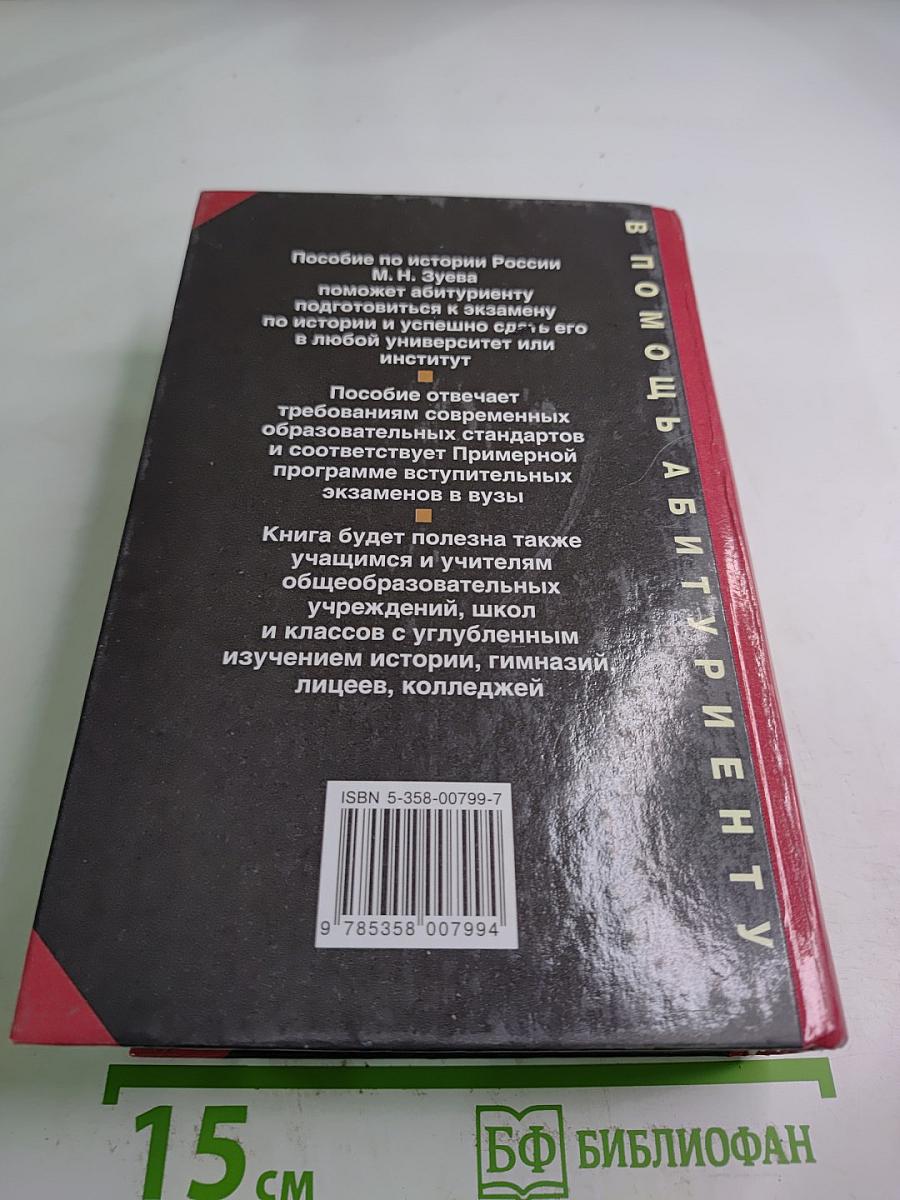 Пособие по истории России
М. Н. Зуева
поможет абитуриенту
подготовиться к экзамену
по истории и успешно сдать его
в любой университет или
институт
Пособие отвечает
требованиям современных
образовательных стандартов
и соответствует Примерной
программе вступительных
экзаменов в вузы
Книга будет полезна также
учащимся и учителям
общеобразовательных
учреждений, школ
и классов с углубленным
изучением истории, гимназий,
лицеев, колледжей
В ПОМОЩЬ АБИТУРИЕНТУ
ISBN 5-358-00799-7
9 785358 007994
15 см
БФ БИБЛИОФАН